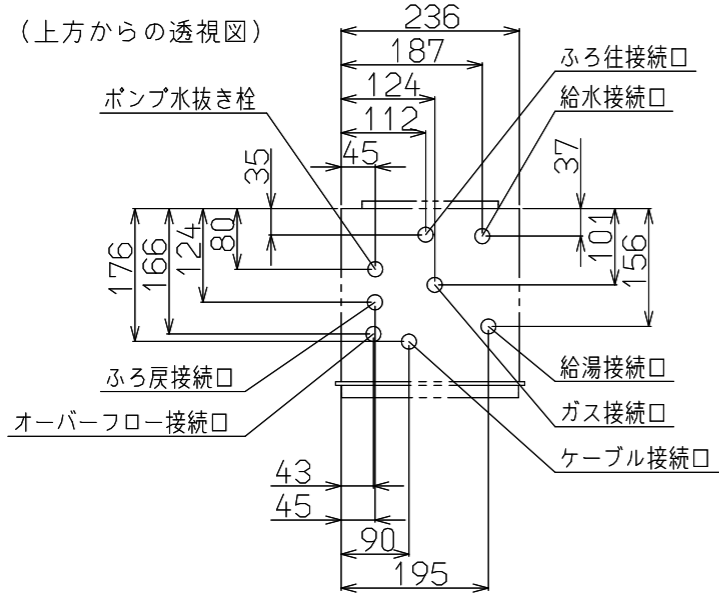 (上方からの透視図)
236
187
ふろ往接続口
124
ポンプ水抜き栓
給水接続口
112
45
35
37
176
166
124
80
101
156
ふろ戻接続口
給湯接続口
オーバーフロー接続口
ガス接続口
ケーブル接続口
43
45
90
195